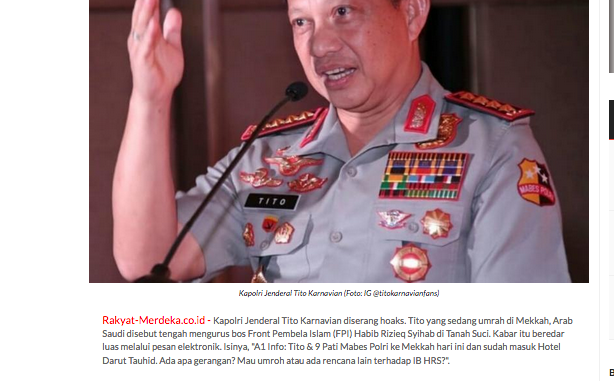 TITO
MABES POLRI
Kapolri Jenderal Tito Karnavian (Foto: IG @titokarnavianfans)
Rakyat-Merdeka.co.id - Kapolri Jenderal Tito Karnavian diserang hoaks. Tito yang sedang umrah di Mekkah, Arab
Saudi disebut tengah mengurus bos Front Pembela Islam (FPI) Habib Rizieq Syihab di Tanah Suci. Kabar itu beredar
luas melalui pesan elektronik. Isinya, "A1 Info: Tito & 9 Pati Mabes Polri ke Mekkah hari ini dan sudah masuk Hotel
Darut Tauhid. Ada apa gerangan? Mau umroh atau ada rencana lain terhadap IB HRS?".